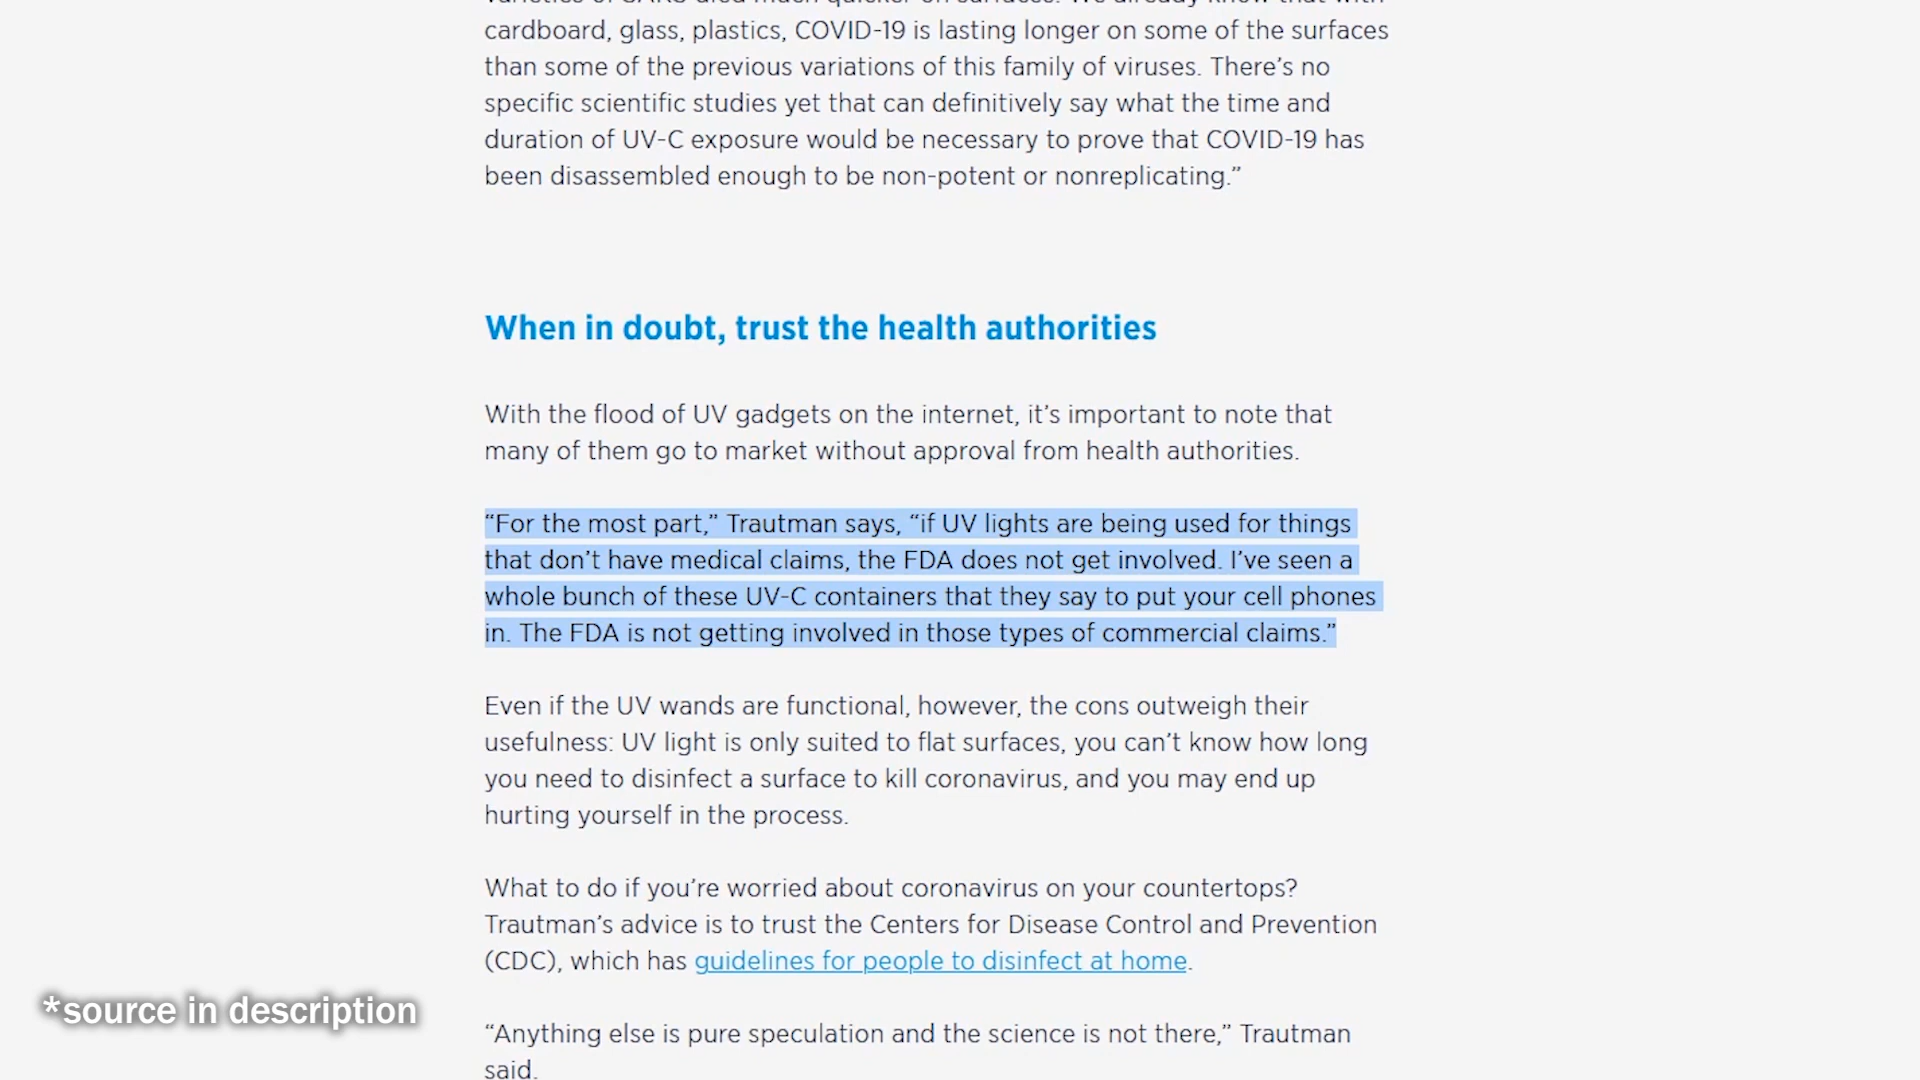 varieties of SARS died much quicker on surfaces. We already know that with
cardboard, glass, plastics, COVID-19 is lasting longer on some of the surfaces
than some of the previous variations of this family of viruses. There’s no
specific scientific studies yet that can definitively say what the time and
duration of UV-C exposure would be necessary to prove that COVID-19 has
been disassembled enough to be non-potent or nonreplicating.”
When in doubt, trust the health authorities
With the flood of UV gadgets on the internet, it’s important to note that
many of them go to market without approval from health authorities.
“For the most part,” Trautman says, “if UV lights are being used for things
that don’t have medical claims, the FDA does not get involved. I’ve seen a
whole bunch of these UV-C containers that they say to put your cell phones
in. The FDA is not getting involved in those types of commercial claims.”
Even if the UV wands are functional, however, the cons outweigh their
usefulness: UV light is only suited to flat surfaces, you can’t know how long
you need to disinfect a surface to kill coronavirus, and you may end up
hurting yourself in the process.
What to do if you’re worried about coronavirus on your countertops?
Trautman’s advice is to trust the Centers for Disease Control and Prevention
(CDC), which has guidelines for people to disinfect at home.
*source in description
“Anything else is pure speculation and the science is not there,” Trautman
said.